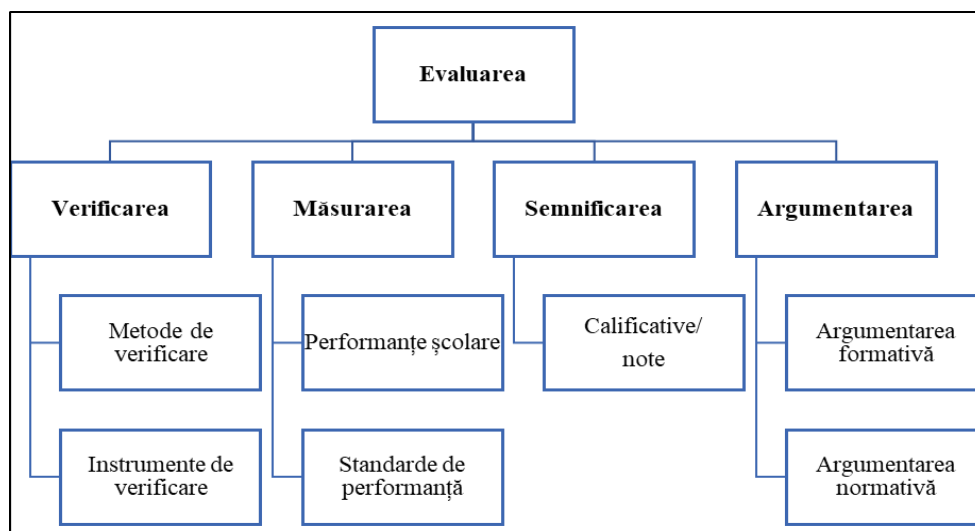 Evaluarea
Verificarea
Măsurarea
Semnificarea
Argumentarea
Metode de
verificare
Performanțe școlare
Calificative/
note
Argumentarea
formativă
Instrumente de
verificare
Standarde de
performanță
Argumentarea
normativă